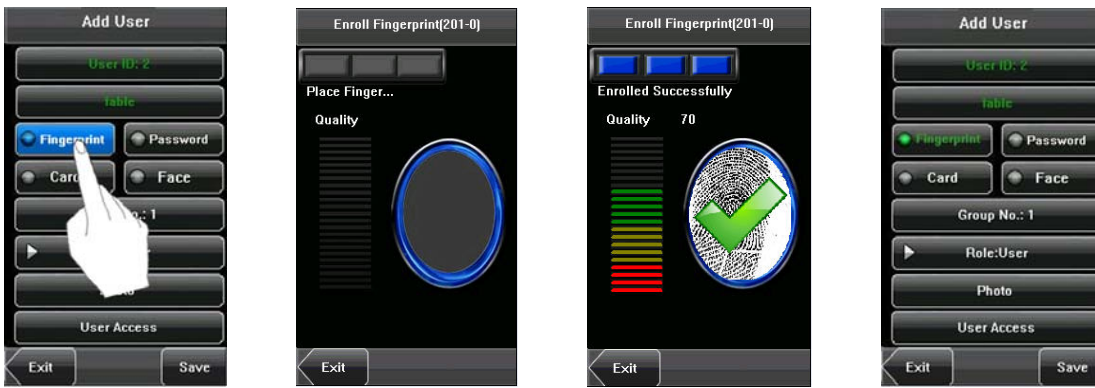 Add User
User ID: 2
table
Fingerprint
Password
Card
Face
No.: 1
User Access
Exit
Save
Enroll Fingerprint(201-0)
Place Finger...
Quality
Exit
Enroll Fingerprint(201-0)
Enrolled Successfully
Quality 70
Exit
Add User
User ID: 2
table
Fingerprint
Password
Card
Face
Group No.: 1
Role:User
Photo
User Access
Exit
Save